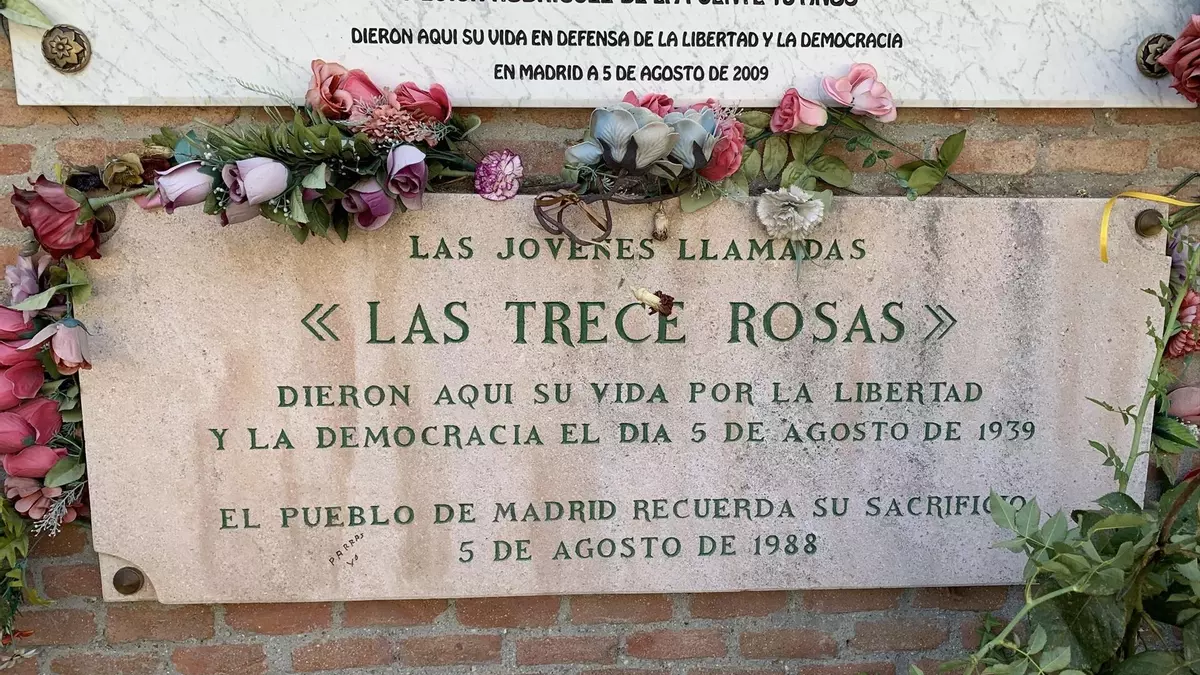 DIERON AQUI SU VIDA EN DEFENSA DE LA LIBERTAD Y LA DEMOCRACIA
EN MADRID A 5 DE AGOSTO DE 2009
LAS JOVENES LLAMADAS
« LAS TRECE ROSAS »
DIERON AQUI SU VIDA POR LA LIBERTAD
Y LA DEMOCRACIA EL DIA 5 DE AGOSTO DE 1939
EL PUEBLO DE MADRID RECUERDA SU SACRIFICIO
5 DE AGOSTO DE 1988